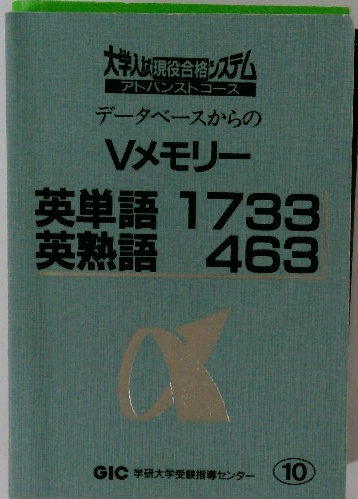 大学入試現役合格システム
アドバンストコース
データベースからの
Vメモリー
英単語 1733
英熟語 463
GIC 学研大学受験指導センター 10